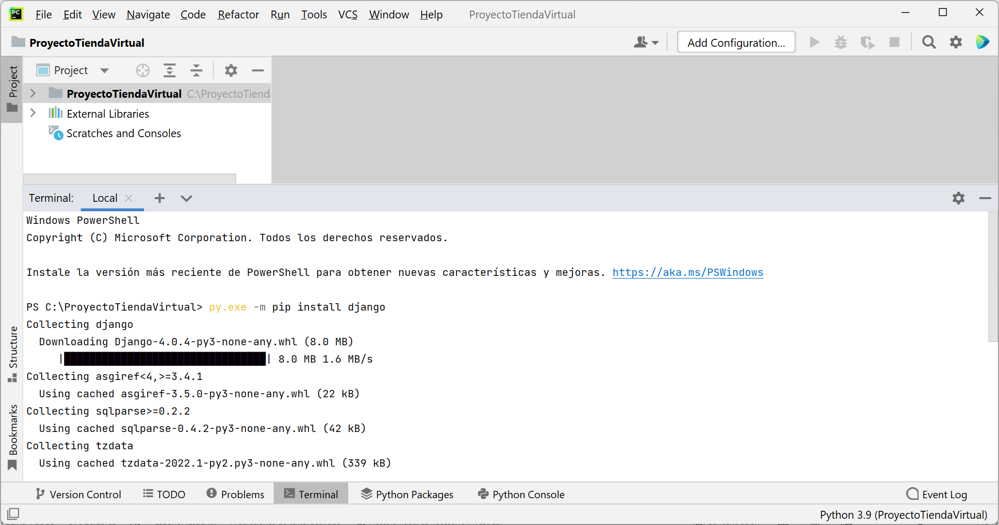 PC
File Edit View Navigate Code Refactor Run Tools VCS Window Help ProyectoTiendaVirtual
ProyectoTiendaVirtual
Add Configuration...
Project
Project
ProyectoTiendaVirtual C:\ProyectoTienda
External Libraries
Scratches and Consoles
Terminal: Local
Windows PowerShell
Copyright (C) Microsoft Corporation. Todos los derechos reservados.
Instale la versión más reciente de PowerShell para obtener nuevas características y mejoras. https://aka.ms/PSWindows
PS C:\ProyectoTiendaVirtual> py.exe -m pip install django
Collecting django
Downloading Django-4.0.4-py3-none-any.whl (8.0 MB)
| | 8.0 MB 1.6 MB/s
Collecting asgiref<4,>=3.4.1
Using cached asgiref-3.5.0-py3-none-any.whl (22 kB)
Collecting sqlparse>=0.2.2
Using cached sqlparse-0.4.2-py3-none-any.whl (42 kB)
Collecting tzdata
Using cached tzdata-2022.1-py2.py3-none-any.whl (339 kB)
Structure
Bookmarks
Version Control TODO Problems Terminal Python Packages Python Console Event Log
Python 3.9 (ProyectoTiendaVirtual)